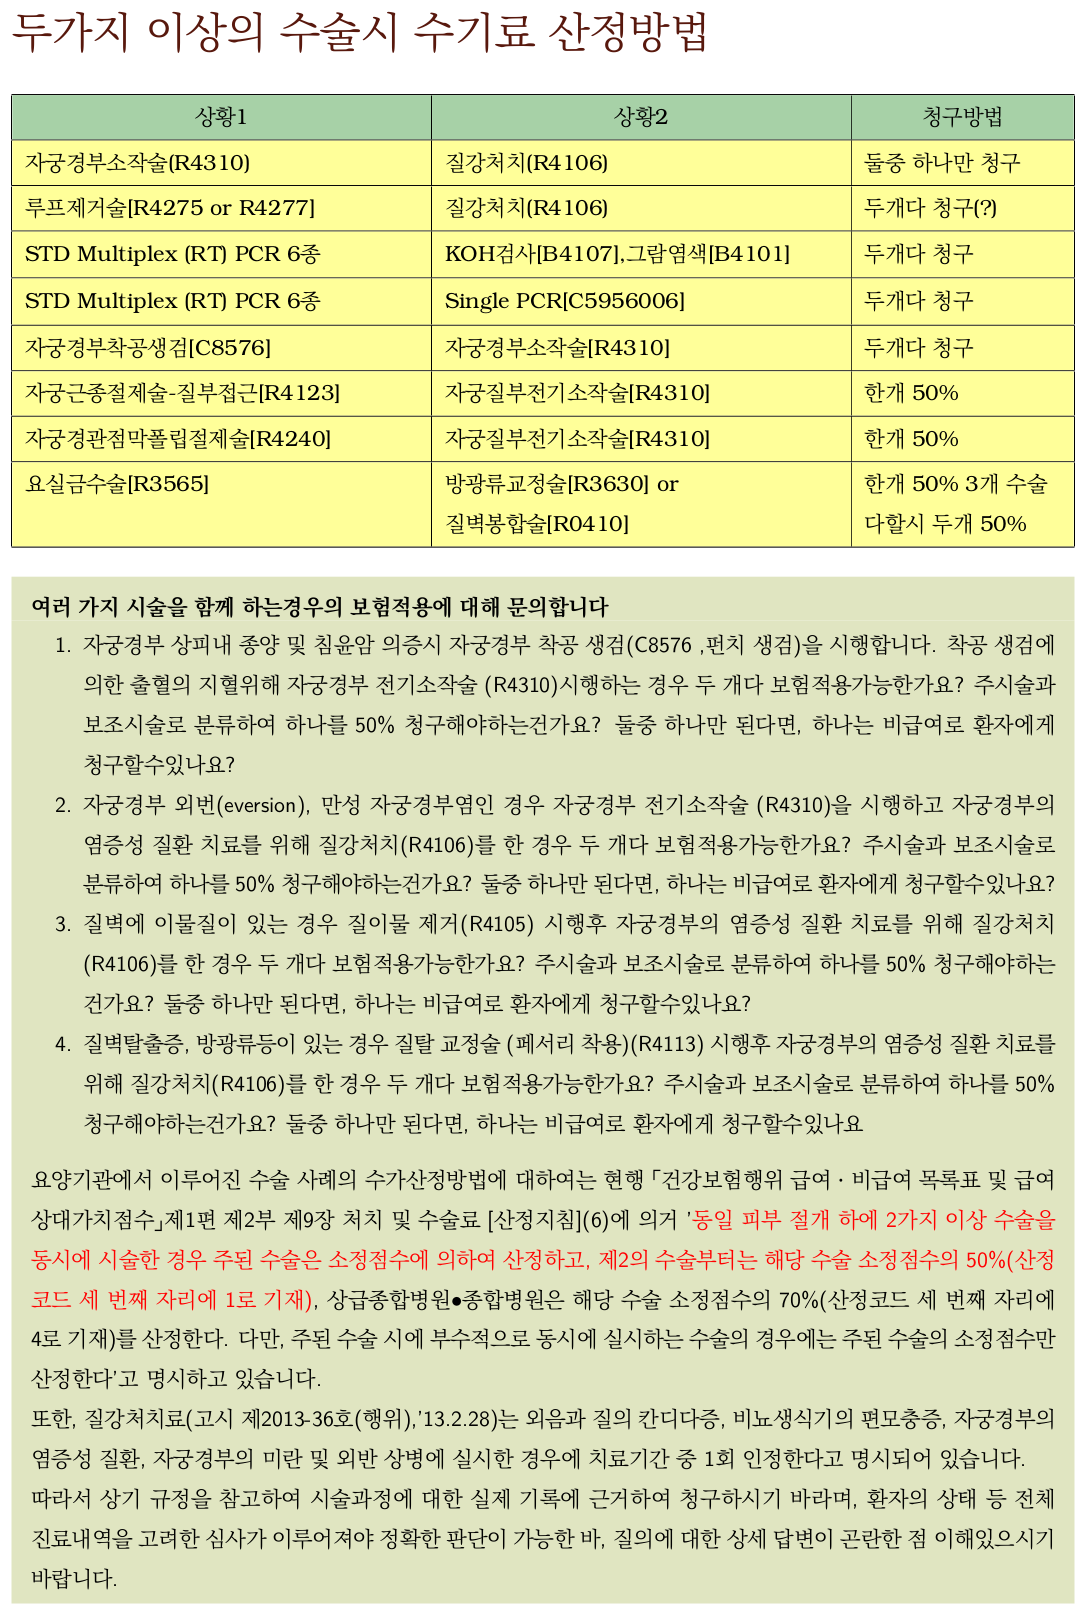 두가지 이상의 수술시 수기료 산정방법
상황1 상황2 청구방법
자궁경부소작술(R4310) 질강처치(R4106) 둘중 하나만 청구
루프제거술[R4275 or R4277] 질강처치(R4106) 두개다 청구(?)
STD Multiplex (RT) PCR 6종 KOH검사[B4107],그람염색[B4101] 두개다 청구
STD Multiplex (RT) PCR 6종 Single PCR[C5956006] 두개다 청구
자궁경부착공생검[C8576] 자궁경부소작술[R4310] 두개다 청구
자궁근종절제술-질부접근[R4123] 자궁질부전기소작술[R4310] 한개 50%
자궁경관점막폴립절제술[R4240] 자궁질부전기소작술[R4310] 한개 50%
요실금수술[R3565] 방광류교정술[R3630] or 한개 50% 3개 수술
질벽봉합술[R0410] 다할시 두개 50%
여러 가지 시술을 함께 하는경우의 보험적용에 대해 문의합니다
1. 자궁경부 상피내 종양 및 침윤암 의증시 자궁경부 착공 생검(C8576 ,펀치 생검)을 시행합니다. 착공 생검에
의한 출혈의 지혈위해 자궁경부 전기소작술 (R4310)시행하는 경우 두 개다 보험적용가능한가요? 주시술과
보조시술로 분류하여 하나를 50% 청구해야하는건가요? 둘중 하나만 된다면, 하나는 비급여로 환자에게
청구할수있나요?
2. 자궁경부 외번(eversion), 만성 자궁경부염인 경우 자궁경부 전기소작술 (R4310)을 시행하고 자궁경부의
염증성 질환 치료를 위해 질강처치(R4106)를 한 경우 두 개다 보험적용가능한가요? 주시술과 보조시술로
분류하여 하나를 50% 청구해야하는건가요? 둘중 하나만 된다면, 하나는 비급여로 환자에게 청구할수있나요?
3. 질벽에 이물질이 있는 경우 질이물 제거(R4105) 시행후 자궁경부의 염증성 질환 치료를 위해 질강처치
(R4106)를 한 경우 두 개다 보험적용가능한가요? 주시술과 보조시술로 분류하여 하나를 50% 청구해야하는
건가요? 둘중 하나만 된다면, 하나는 비급여로 환자에게 청구할수있나요?
4. 질벽탈출증, 방광류등이 있는 경우 질탈 교정술 (페서리 착용)(R4113) 시행후 자궁경부의 염증성 질환 치료를
위해 질강처치(R4106)를 한 경우 두 개다 보험적용가능한가요? 주시술과 보조시술로 분류하여 하나를 50%
청구해야하는건가요? 둘중 하나만 된다면, 하나는 비급여로 환자에게 청구할수있나요
요양기관에서 이루어진 수술 사례의 수가산정방법에 대하여는 현행 「건강보험행위 급여 · 비급여 목록표 및 급여
상대가치점수」제1편 제2부 제9장 처치 및 수술료 [산정지침](6)에 의거 '동일 피부 절개 하에 2가지 이상 수술을
동시에 시술한 경우 주된 수술은 소정점수에 의하여 산정하고, 제2의 수술부터는 해당 수술 소정점수의 50%(산정
코드 세 번째 자리에 1로 기재), 상급종합병원●종합병원은 해당 수술 소정점수의 70%(산정코드 세 번째 자리에
4로 기재)를 산정한다. 다만, 주된 수술 시에 부수적으로 동시에 실시하는 수술의 경우에는 주된 수술의 소정점수만
산정한다'고 명시하고 있습니다.
또한, 질강처치료(고시 제2013-36호(행위),'13.2.28)는 외음과 질의 칸디다증, 비뇨생식기의 편모충증, 자궁경부의
염증성 질환, 자궁경부의 미란 및 외반 상병에 실시한 경우에 치료기간 중 1회 인정한다고 명시되어 있습니다.
따라서 상기 규정을 참고하여 시술과정에 대한 실제 기록에 근거하여 청구하시기 바라며, 환자의 상태 등 전체
진료내역을 고려한 심사가 이루어져야 정확한 판단이 가능한 바, 질의에 대한 상세 답변이 곤란한 점 이해있으시기
바랍니다.